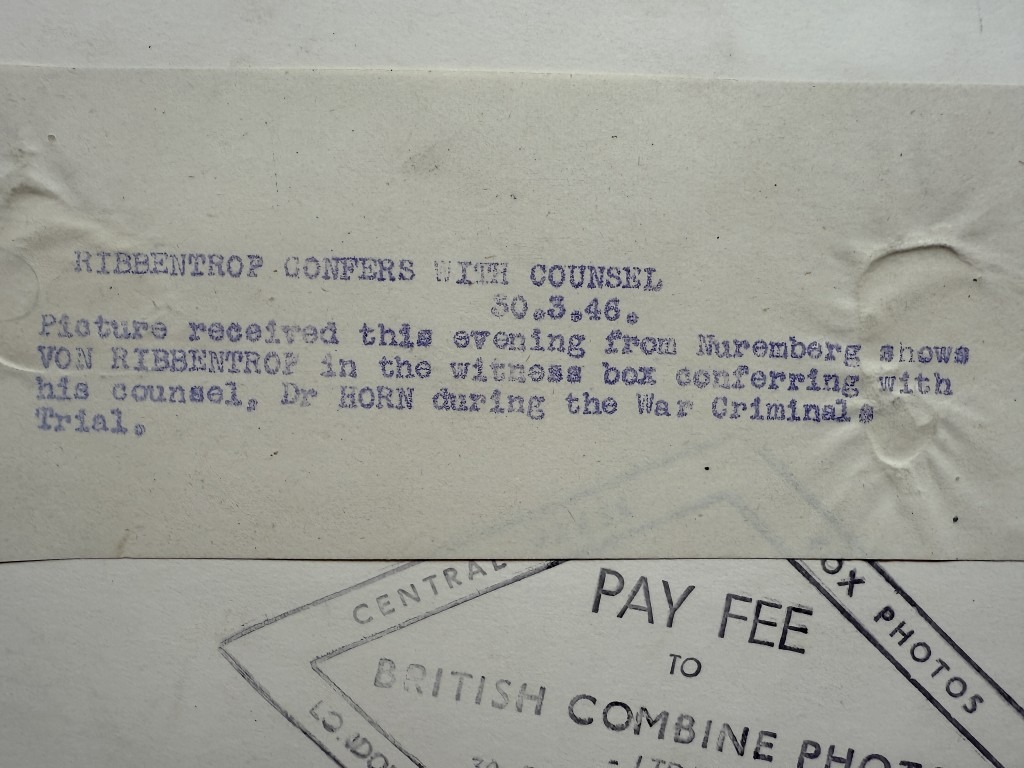 RIBBENTROP CONFERS WITH COUNSEL
30.3.46.
Picture received this evening from Nuremberg shows
VON RIBBENTROP in the witness box conferring with
his counsel, Dr HORN during the War Criminals
Trial.
CENTRAL
PAY FEE
TO
BRITISH COMBINE PHOTO
OX PHOTOS